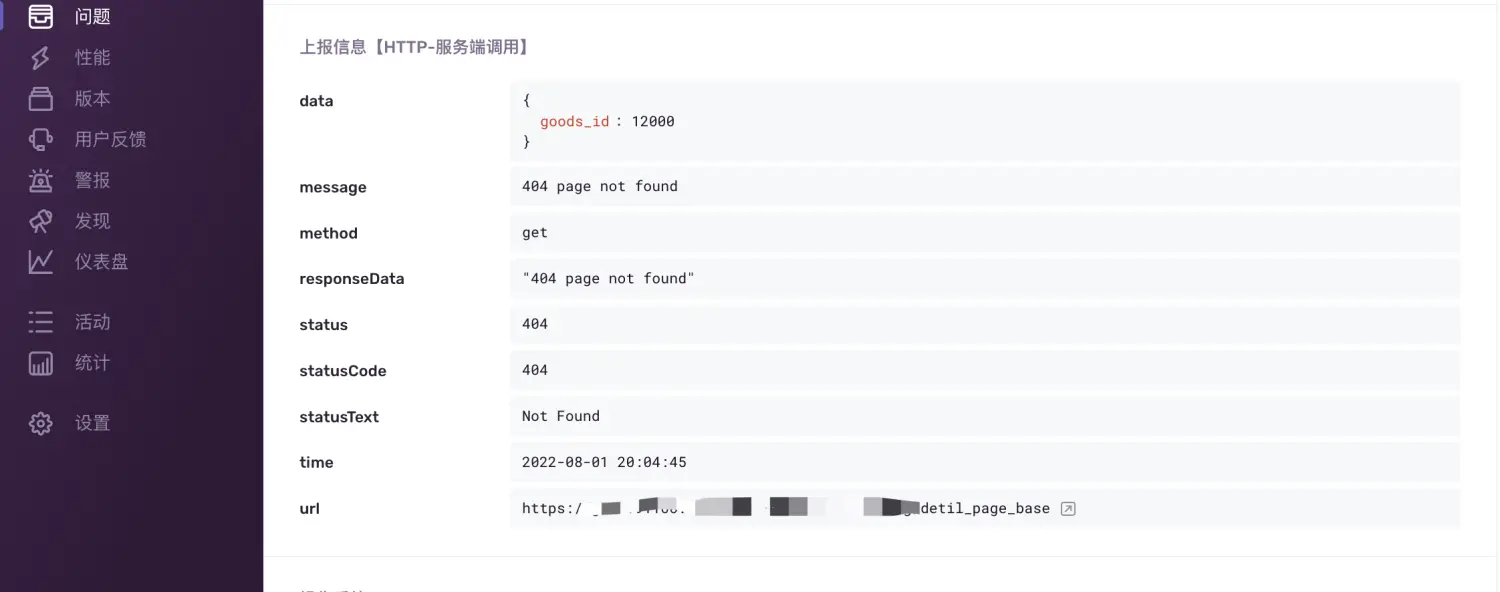 问题
性能
版本
用户反馈
警报
发现
仪表盘
活动
统计
设置
上报信息【HTTP-服务端调用】
data
{
goods_id : 12000
}
message 404 page not found
method get
responseData "404 page not found"
status 404
statusCode 404
statusText Not Found
time 2022-08-01 20:04:45
url https:/ detil_page_base